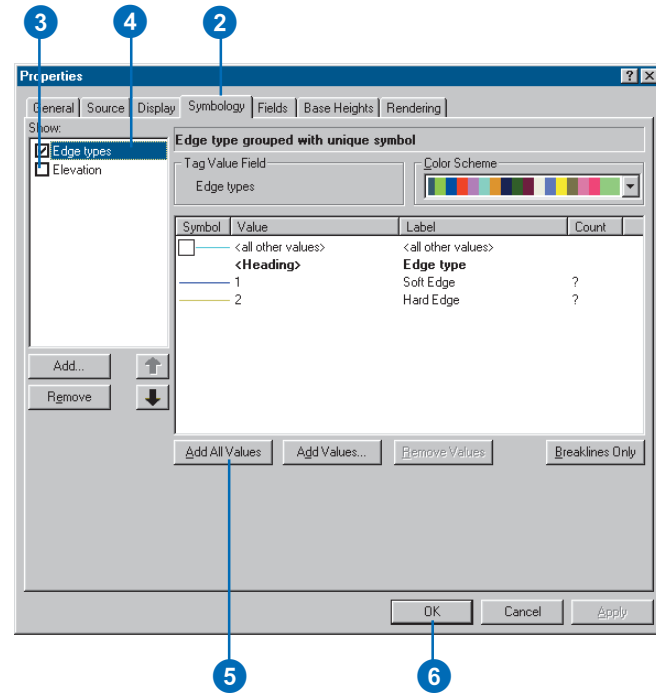 3 4 2
Properties ? ×
General Source Display Symbology Fields Base Heights Rendering
Show:
Edge types
Elevation
Edge type grouped with unique symbol
Tag Value Field
Edge types
Color Scheme
Symbol Value Label Count
<all other values> <all other values>
<Heading> Edge type
1 Soft Edge ?
2 Hard Edge ?
Add...
Remove
Add All Values Add Values... Remove Values Breaklines Only
OK Cancel Apply
5 6